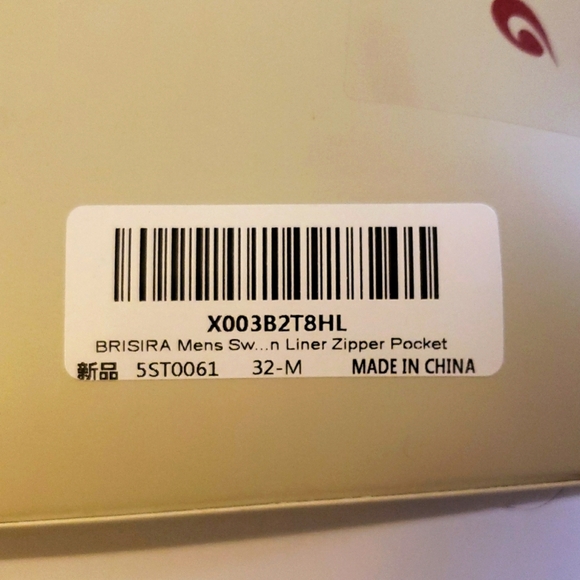 X003B2T8HL
BRISIRA Mens Sw...n Liner Zipper Pocket
新品 5ST0061 32-M MADE IN CHINA